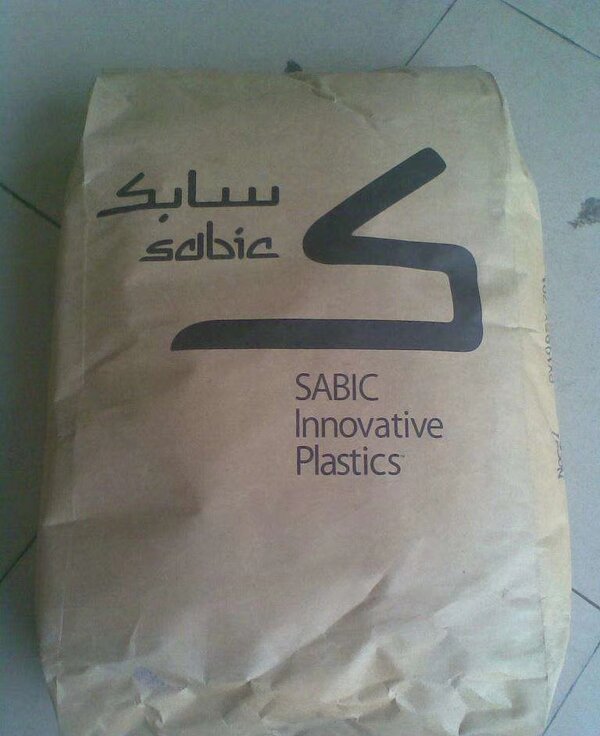 سابك
sabic
SABIC
Innovative
Plastics